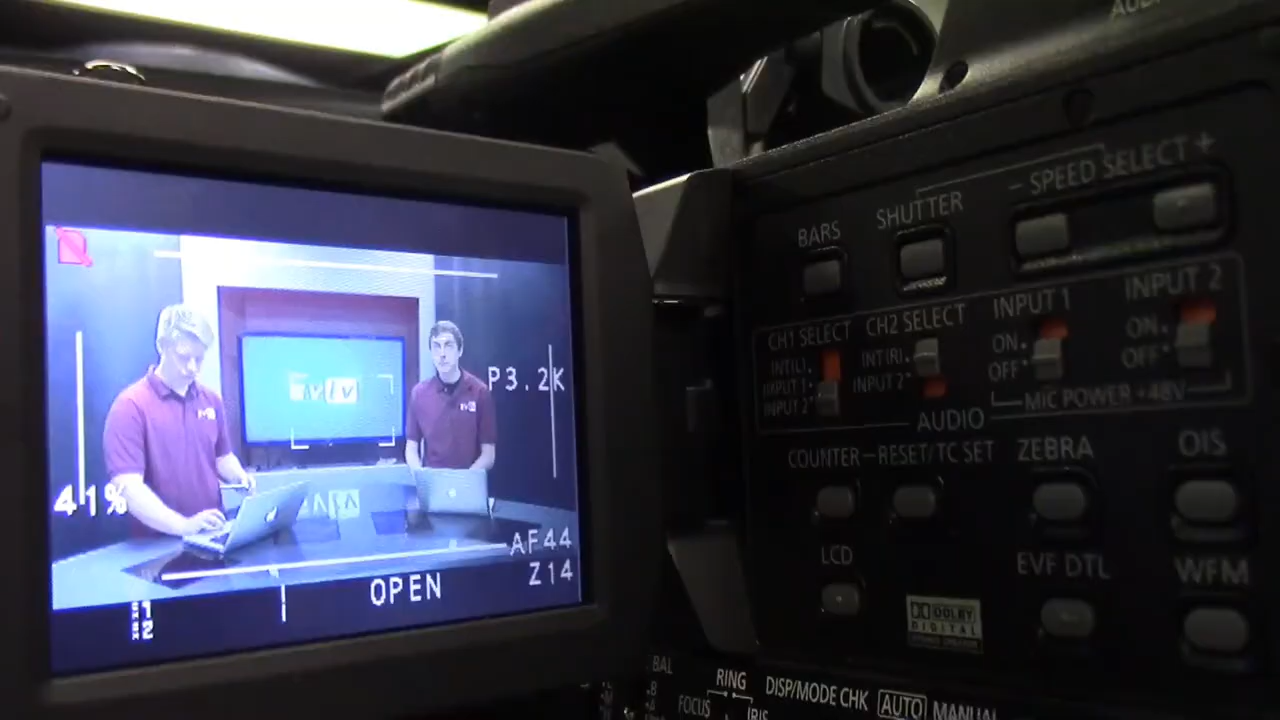 P3.2K
41%
AF44
Z14
OPEN
BARS
SHUTTER
- SPEED SELECT +
CH1 SELECT
INT(L)
INPUT 1
INPUT 2
CH2 SELECT
INT(R)
INPUT 2
INPUT 1
ON
OFF
INPUT 2
ON
OFF
MIC POWER +48V
AUDIO
COUNTER
RESET/TC SET
ZEBRA
OIS
LCD
EVF DTL
WFM
DOLBY
DIGITAL
BAL
B
A
RING
FOCUS
IRIS
DISP/MODE CHK
AUTO
MANUAL